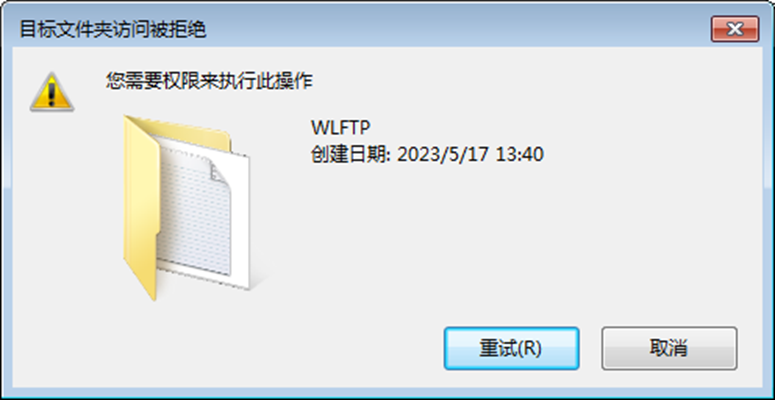 目标文件夹访问被拒绝
您需要权限来执行此操作
WLFTP
创建日期: 2023/5/17 13:40
重试(R)
取消